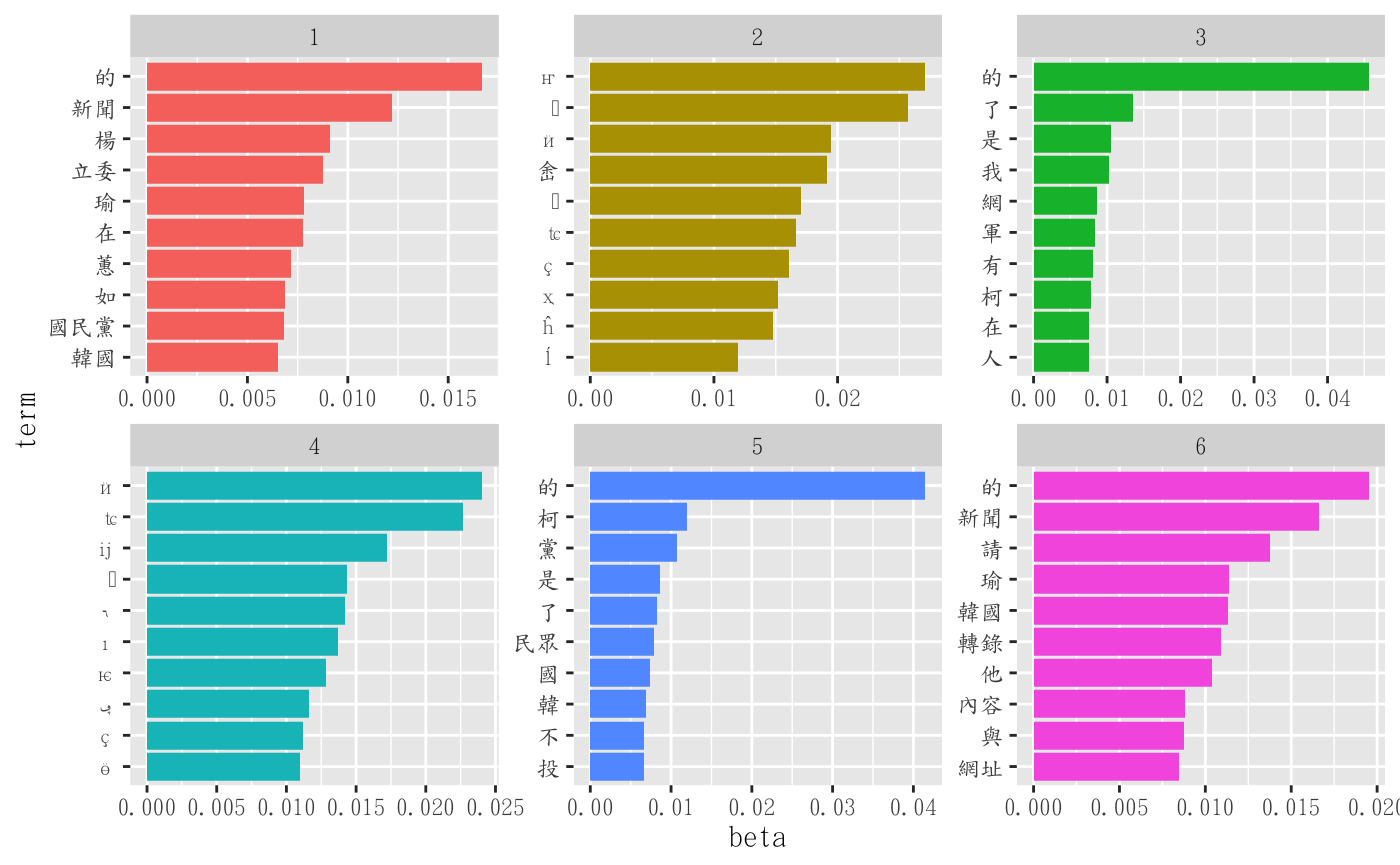 1
的
新聞
楊
立委
瑜
在
蕙
如
國民黨
韓國
0.000 0.005 0.010 0.015
2
й
畬
ҵ
ç
ĥ
0.00 0.01 0.02
3
的
了
是
我
網
軍
有
柯
在
人
0.00 0.01 0.02 0.03 0.04
term
4
й
ҵ
ij
ı
ѥ
ç
ӫ
0.000 0.005 0.010 0.015 0.020 0.025
5
的
柯
黨
是
了
民眾
國
韓
不
投
0.00 0.01 0.02 0.03 0.04
6
的
新聞
請
瑜
韓國
轉錄
他
內容
與
網址
0.000 0.005 0.010 0.015 0.020
beta